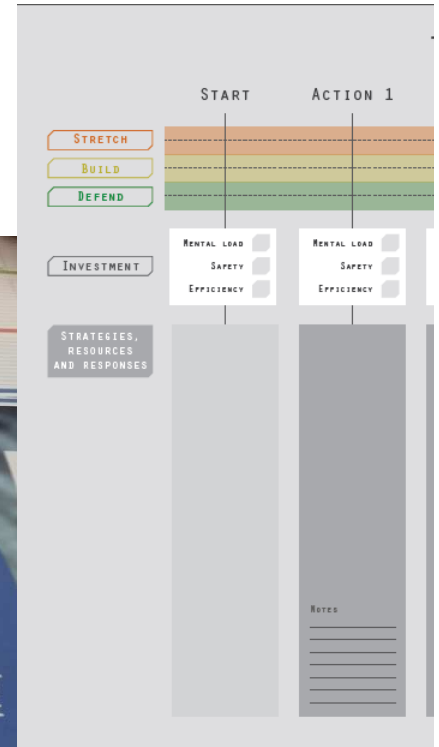 START
ACTION 1
STRETCH
BUILD
DEFEND
INVESTMENT
MENTAL LOAD
SAFETY
EFFICIENCY
MENTAL LOAD
SAFETY
EFFICIENCY
STRATEGIES,
RESOURCES
AND RESPONSES
NOTES